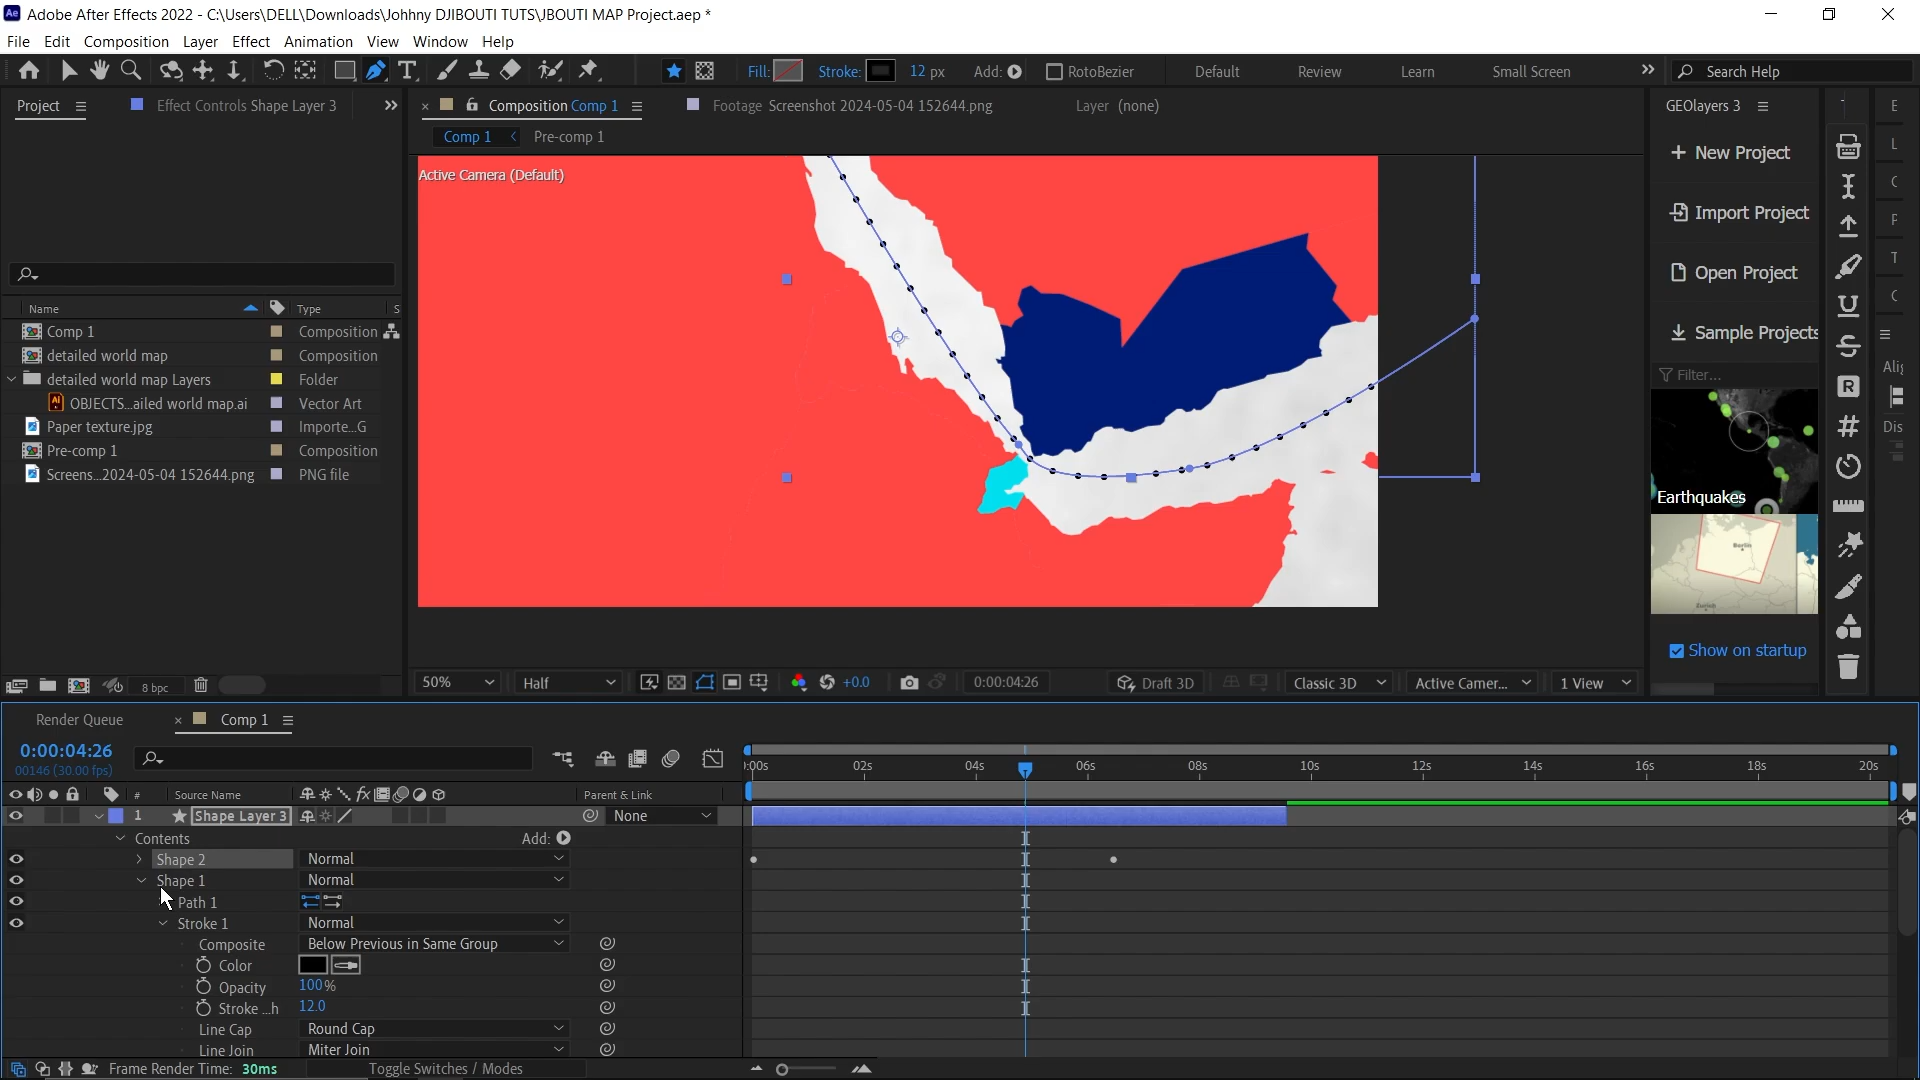 Adobe After Effects 2022 - C:\Users\DELL\Downloads\Johhny DJIBOUTI TUTS\JBOUTI MAP Project.aep *
File Edit Composition Layer Effect Animation View Window Help
Fill: Stroke: 12 px Add: RotoBezier Default Review Learn Small Screen Search Help
Project Effect Controls Shape Layer 3 Composition Comp 1 Footage Screenshot 2024-05-04 152644.png Layer (none) GEOlayers 3
Comp 1 Pre-comp 1
Active Camera (Default)
+ New Project
Import Project
Open Project
Sample Projects
Filter...
Earthquakes
Show on startup
Name Type S
Comp 1 Composition
detailed world map Composition
detailed world map Layers Folder
OBJECTS...ailed world map.ai Vector Art
Paper texture.jpg Importe...G
Pre-comp 1 Composition
Screens...2024-05-04 152644.png PNG file
8 bpc
50% Half +0.0 0:00:04:26 Draft 3D Classic 3D Active Camer... 1 View
Render Queue Comp 1
0:00:04:26
00146 (30.00 fps)
:00s 02s 04s 06s 08s 10s 12s 14s 16s 18s 20s
# Source Name Parent & Link
1 Shape Layer 3 None
Contents Add:
Shape 2 Normal
Shape 1 Normal
Path 1
Stroke 1 Normal
Composite Below Previous in Same Group
Color
Opacity 100%
Stroke ...h 12.0
Line Cap Round Cap
Line Join Miter Join
Frame Render Time: 30ms Toggle Switches / Modes